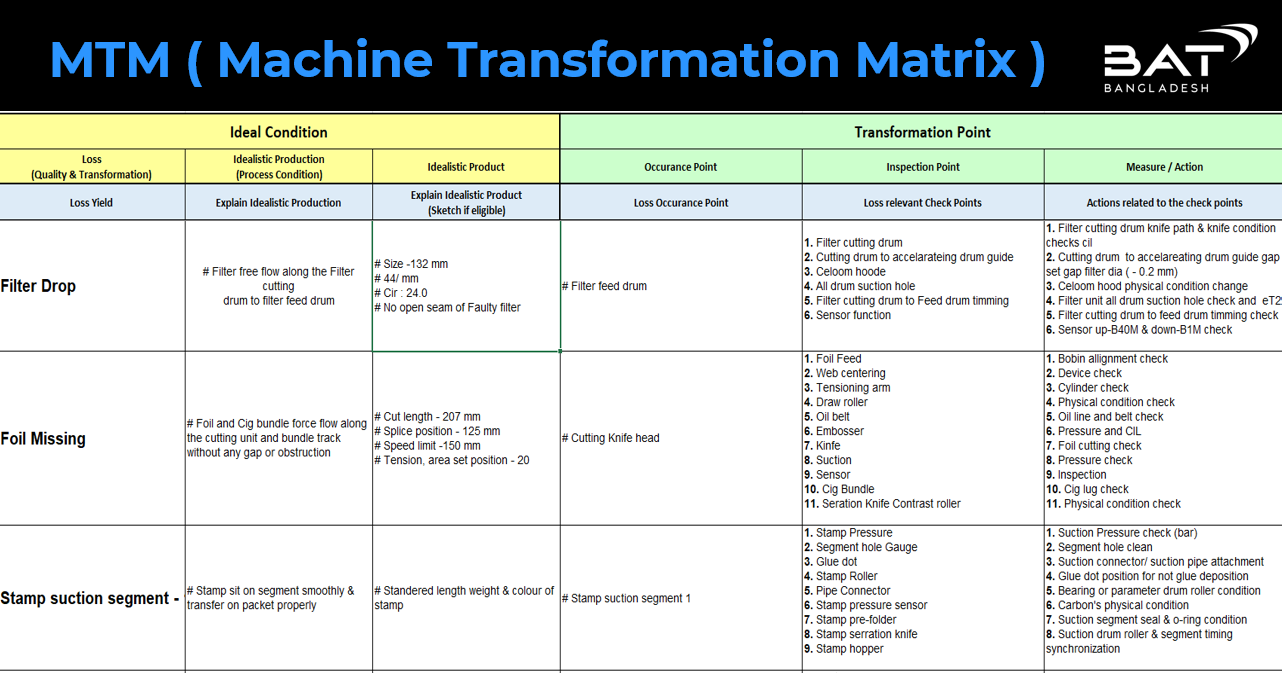 MTM ( Machine Transformation Matrix )
BAT
BANGLADESH
Ideal Condition
Transformation Point
Loss
(Quality & Transformation)
Idealistic Production
(Process Condition)
Idealistic Product
Occurance Point
Inspection Point
Measure / Action
Loss Yield
Explain Idealistic Production
Explain Idealistic Product
(Sketch if eligible)
Loss Occurance Point
Loss relevant Check Points
Actions related to the check points
Filter Drop
# Filter free flow along the Filter
cutting
drum to filter feed drum
# Size -132 mm
# 44/ mm
# Cir : 24.0
# No open seam of Faulty filter
# Filter feed drum
1. Filter cutting drum
2. Cutting drum to accelarateing drum guide
3. Celoom hoode
4. All drum suction hole
5. Filter cutting drum to Feed drum timming
6. Sensor function
1. Filter cutting drum knife path & knife condition
checks cil
2. Cutting drum to accelareating drum guide gap
set gap filter dia ( - 0.2 mm)
3. Celoom hood physical condition change
4. Filter unit all drum suction hole check and
5. Filter cutting drum to feed drum timming check
6. Sensor up-B40M & down-B1M check
Foil Missing
# Foil and Cig bundle force flow along
the cutting unit and bundle track
without any gap or obstruction
# Cut length - 207 mm
# Splice position - 125 mm
# Speed limit -150 mm
# Tension, area set position - 20
# Cutting Knife head
1. Foil Feed
2. Web centering
3. Tensioning arm
4. Draw roller
5. Oil belt
6. Embosser
7. Kinfe
8. Suction
9. Sensor
10. Cig Bundle
11. Seration Knife Contrast roller
1. Bobin allignment check
2. Device check
3. Cylinder check
4. Physical condition check
5. Oil line and belt check
6. Pressure and CIL
7. Foil cutting check
8. Pressure check
9. Inspection
10. Cig lug check
11. Physical condition check
Stamp suction segment -
# Stamp sit on segment smoothly &
transfer on packet properly
# Standered length weight & colour of
stamp
# Stamp suction segment 1
1. Stamp Pressure
2. Segment hole Gauge
3. Glue dot
4. Stamp Roller
5. Pipe Connector
6. Stamp pressure sensor
7. Stamp pre-folder
8. Stamp serration knife
9. Stamp hopper
1. Suction Pressure check (bar)
2. Segment hole clean
3. Suction connector/ suction pipe attachment
4. Glue dot position for not glue deposition
5. Bearing or parameter drum roller condition
6. Carbon's physical condition
7. Suction segment seal & o-ring condition
8. Suction drum roller & segment timing
synchronization